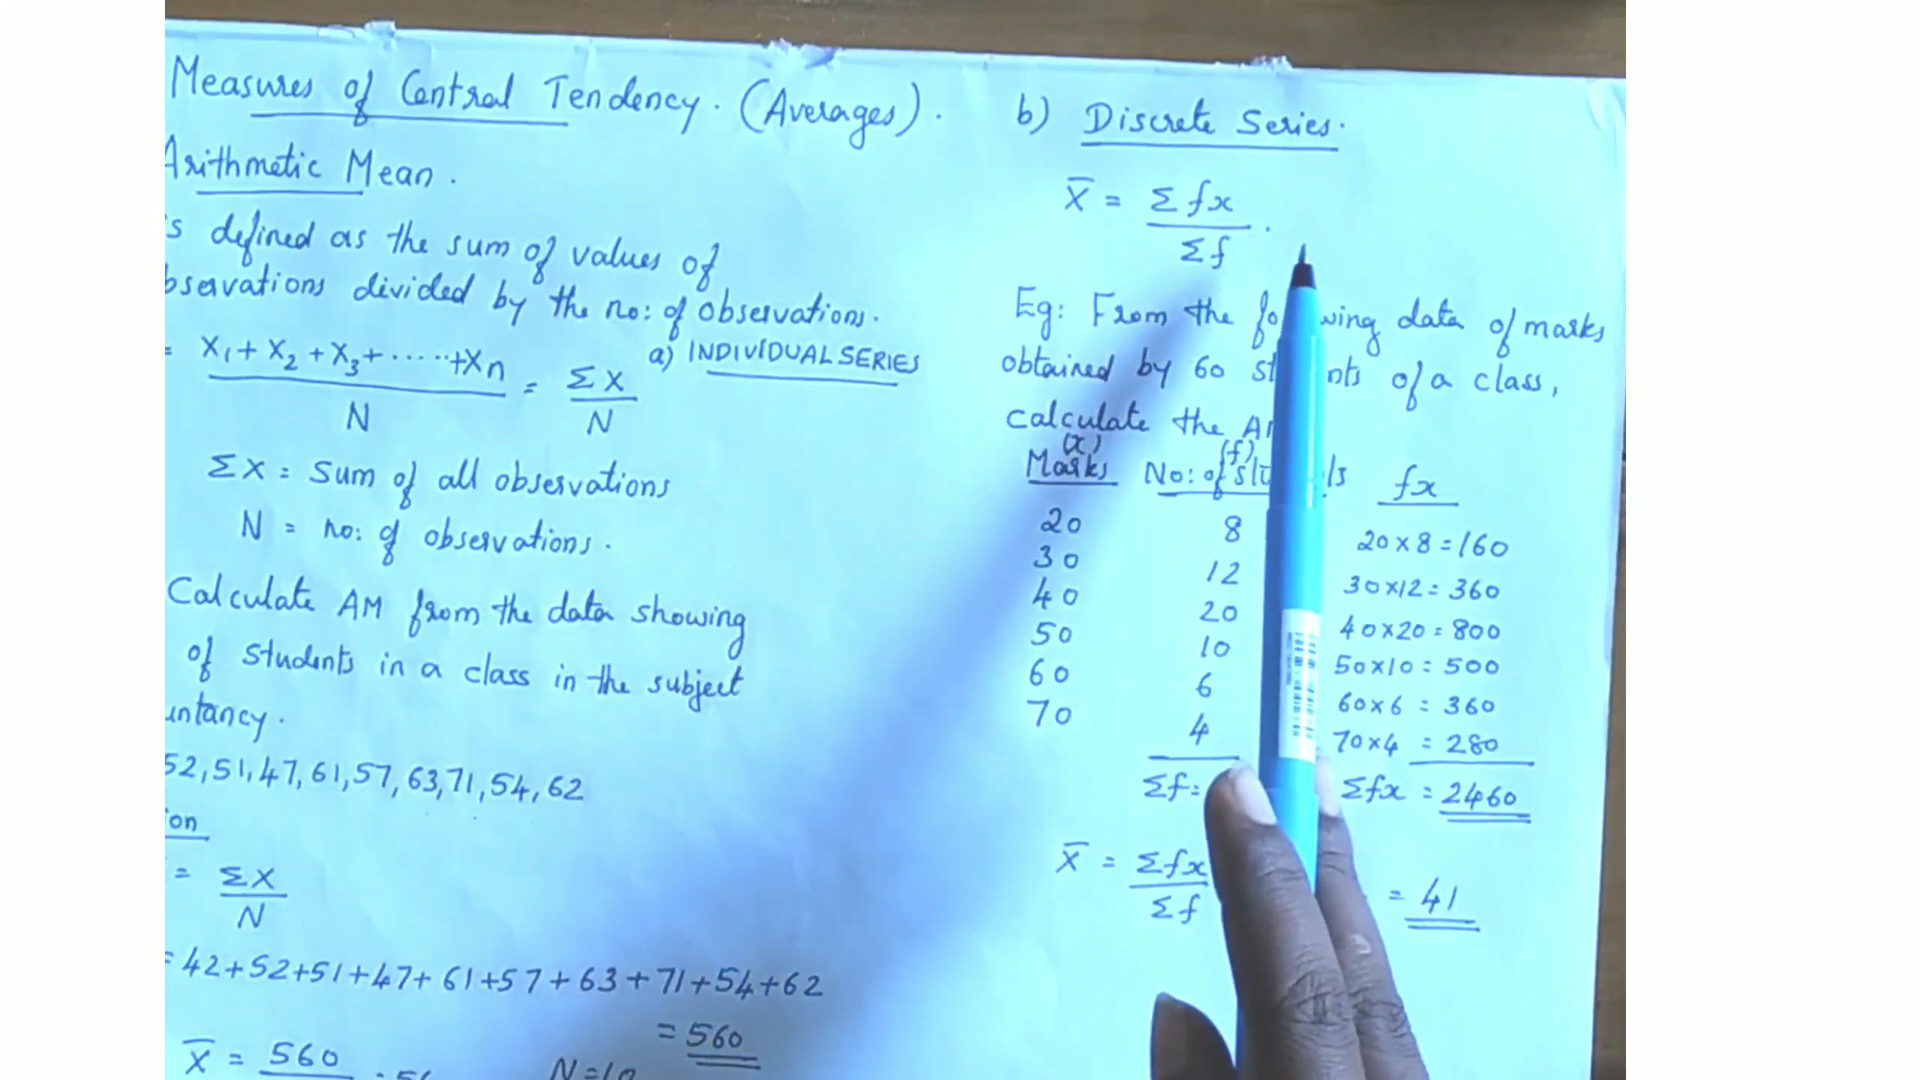 Measures of Central Tendency. (Averages).
Arithmetic Mean.
s defined as the sum of values of
bservations divided by the no: of observations.
= X1 + X2 + X3 + ..... + Xn / N = ΣX / N
a) INDIVIDUAL SERIES
ΣX = Sum of all observations
N = no: of observations.
Calculate AM from the data showing
of students in a class in the subject
untancy.
52, 51, 47, 61, 57, 63, 71, 54, 62
on
= ΣX / N
= 42+52+51+47+61+57+63+71+54+62
= 560
X̄ = 560
N=10
b) Discrete Series.
X̄ = Σfx / Σf .
Eg: From the fo wing data of marks
obtained by 60 st nts of a class,
calculate the A
(x) (f)
Marks No: of stu ts fx
20 8 20×8=160
30 12 30×12=360
40 20 40×20=800
50 10 50×10=500
60 6 60×6=360
70 4 70×4=280
Σf= Σfx = 2460
X̄ = Σfx / Σf = 41